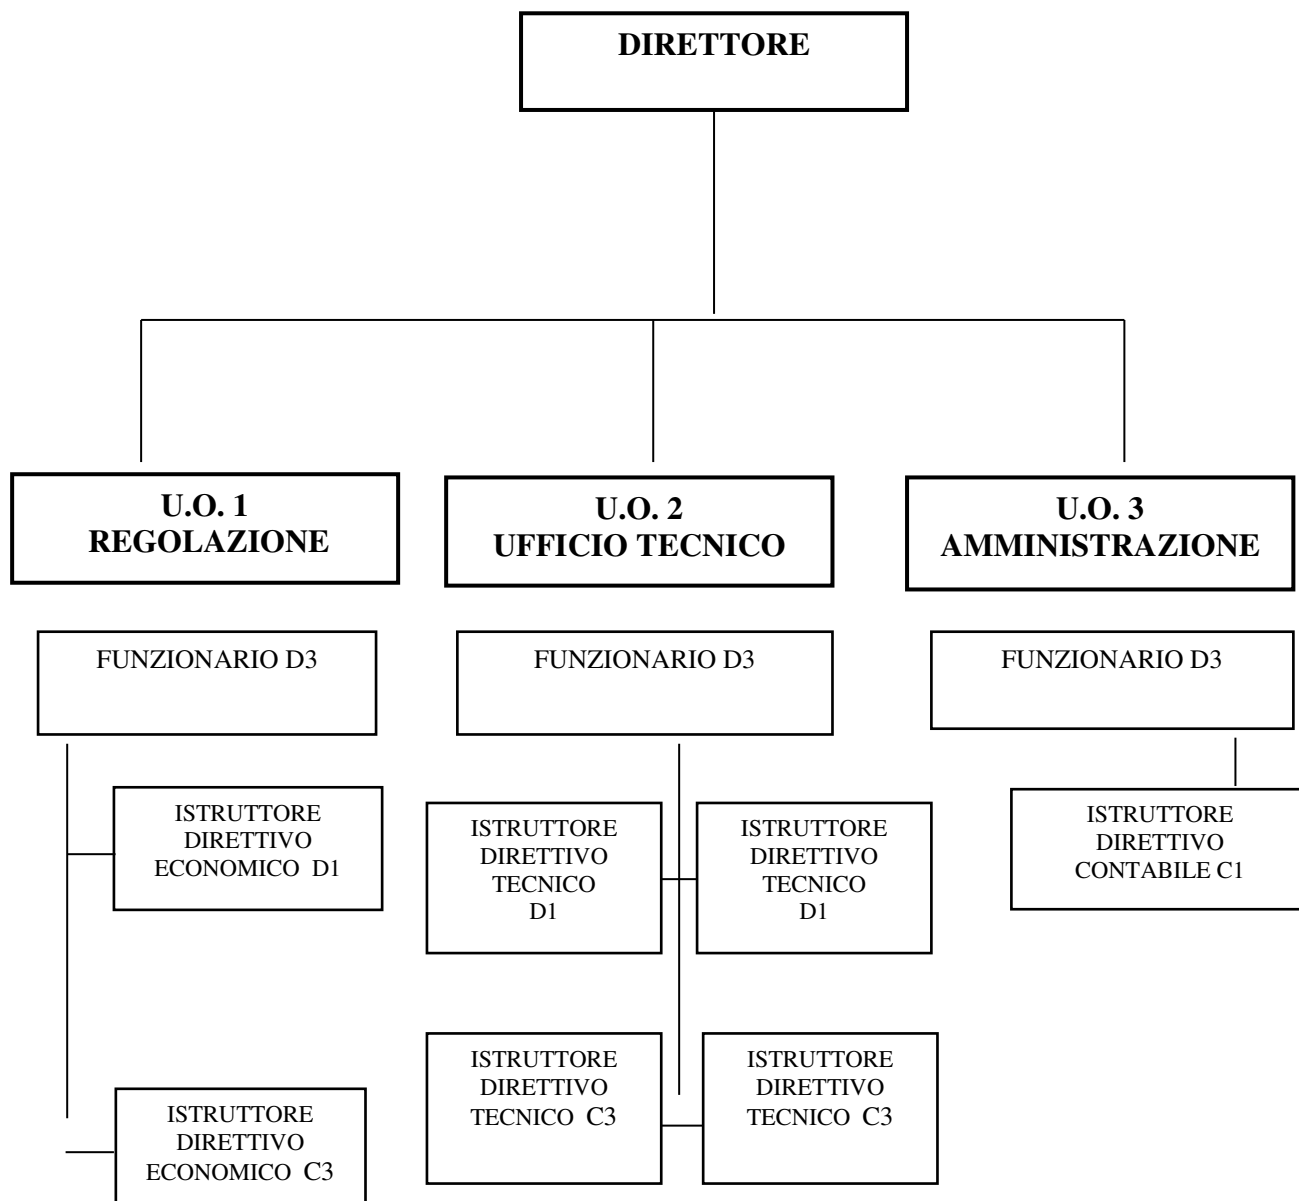 DIRETTORE
U.O. 1
REGOLAZIONE
U.O. 2
UFFICIO TECNICO
U.O. 3
AMMINISTRAZIONE
FUNZIONARIO D3
FUNZIONARIO D3
FUNZIONARIO D3
ISTRUTTORE
DIRETTIVO
ECONOMICO D1
ISTRUTTORE
DIRETTIVO
TECNICO
D1
ISTRUTTORE
DIRETTIVO
TECNICO
D1
ISTRUTTORE
DIRETTIVO
CONTABILE C1
ISTRUTTORE
DIRETTIVO
ECONOMICO C3
ISTRUTTORE
DIRETTIVO
TECNICO C3
ISTRUTTORE
DIRETTIVO
TECNICO C3